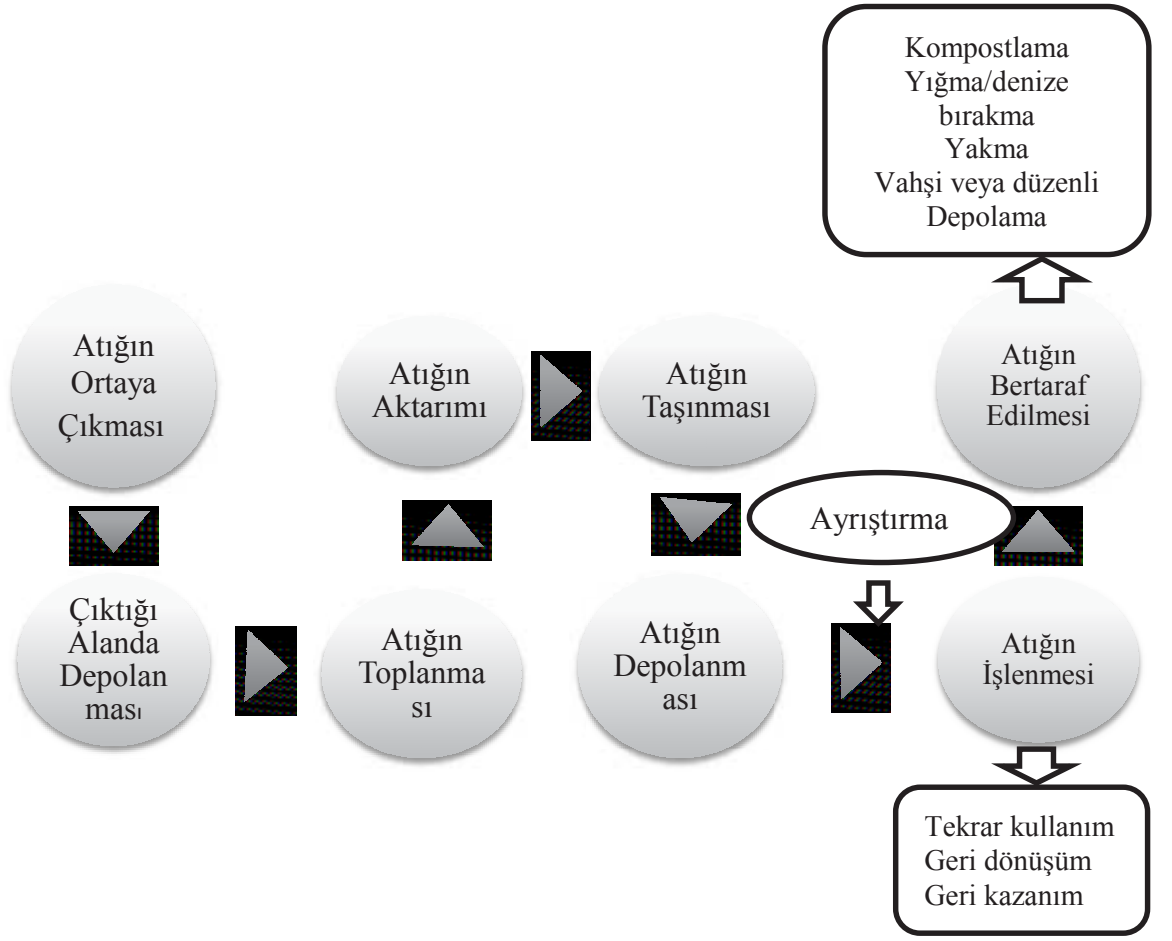 Kompostlama
Yığma/denize
bırakma
Yakma
Vahşi veya düzenli
Depolama
Atığın
Ortaya
Çıkması
Atığın
Aktarımı
Atığın
Taşınması
Atığın
Bertaraf
Edilmesi
Ayrıştırma
Çıktığı
Alanda
Depolan
ması
Atığın
Toplanma
sı
Atığın
Depolanm
ası
Atığın
İşlenmesi
Tekrar kullanım
Geri dönüşüm
Geri kazanım